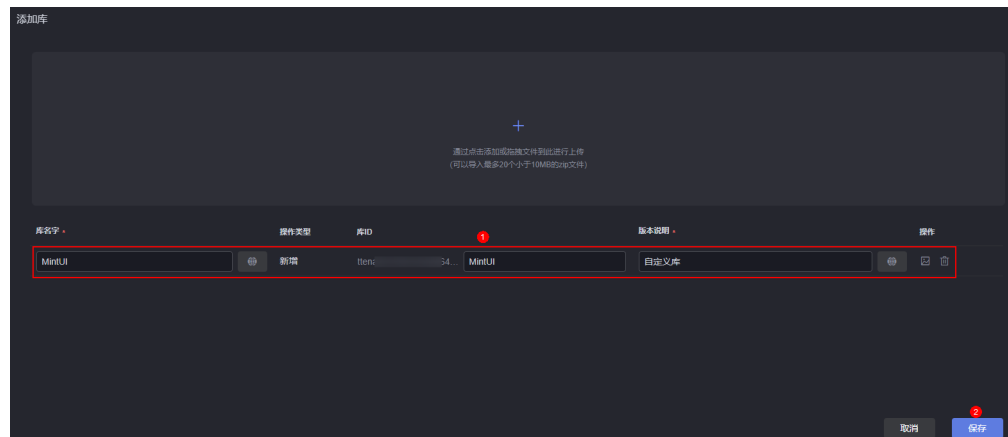 添加库
+
通过点击添加或拖拽文件到此进行上传
(可以导入最多20个小于10MB的zip文件)
库名字 * 操作类型 库ID 版本说明 * 操作
1
MintUI 新增 MintUI 自定义库
2
取消 保存